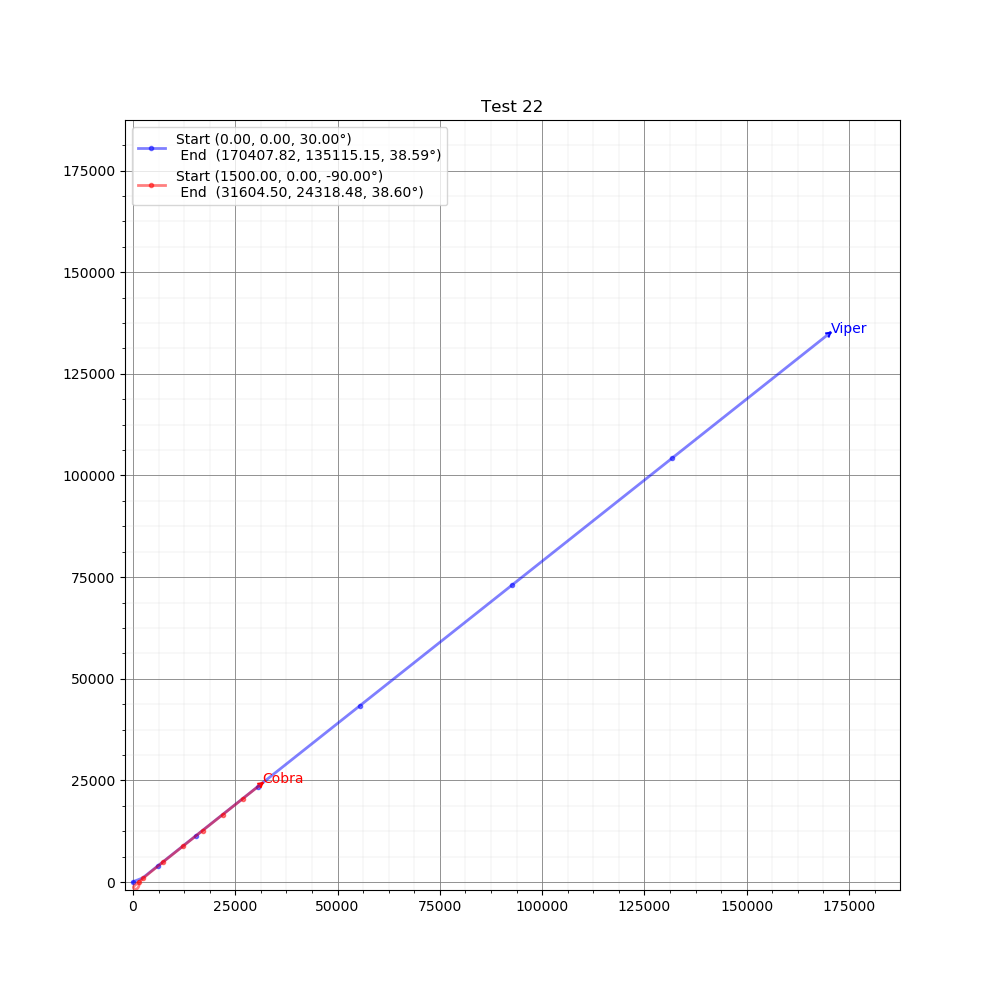 Test 22
Start (0.00, 0.00, 30.00°)
End  (170407.82, 135115.15, 38.59°)
Start (1500.00, 0.00, -90.00°)
End  (31604.50, 24318.48, 38.60°)
175000
150000
Viper
125000
100000
75000
50000
25000
Cobra
0
0 25000 50000 75000 100000 125000 150000 175000